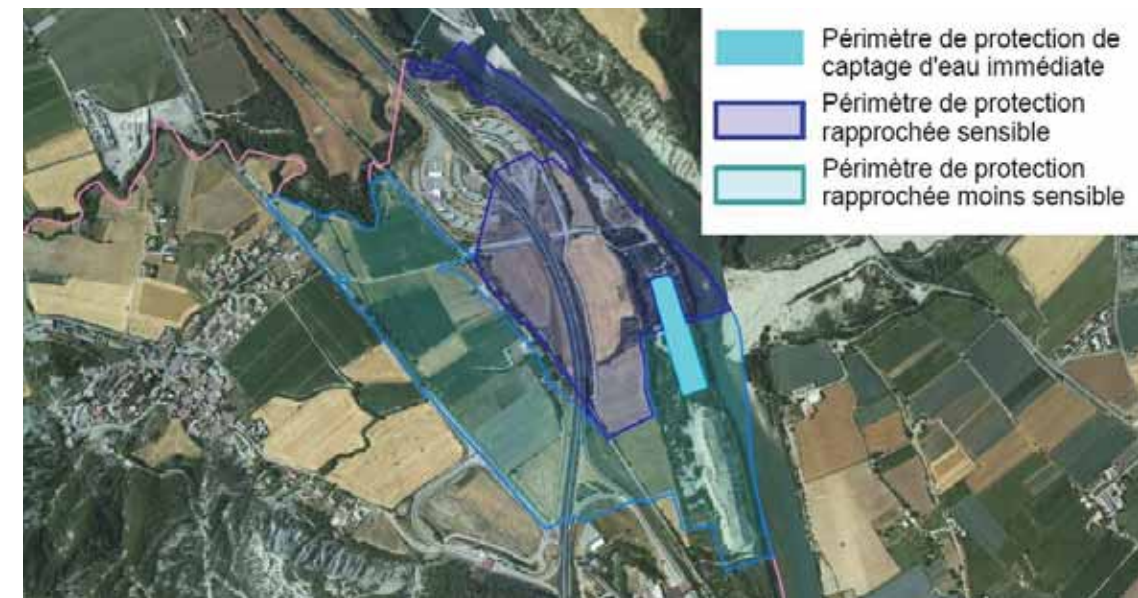 Périmètre de protection de
captage d'eau immédiate
Périmètre de protection
rapprochée sensible
Périmètre de protection
rapprochée moins sensible